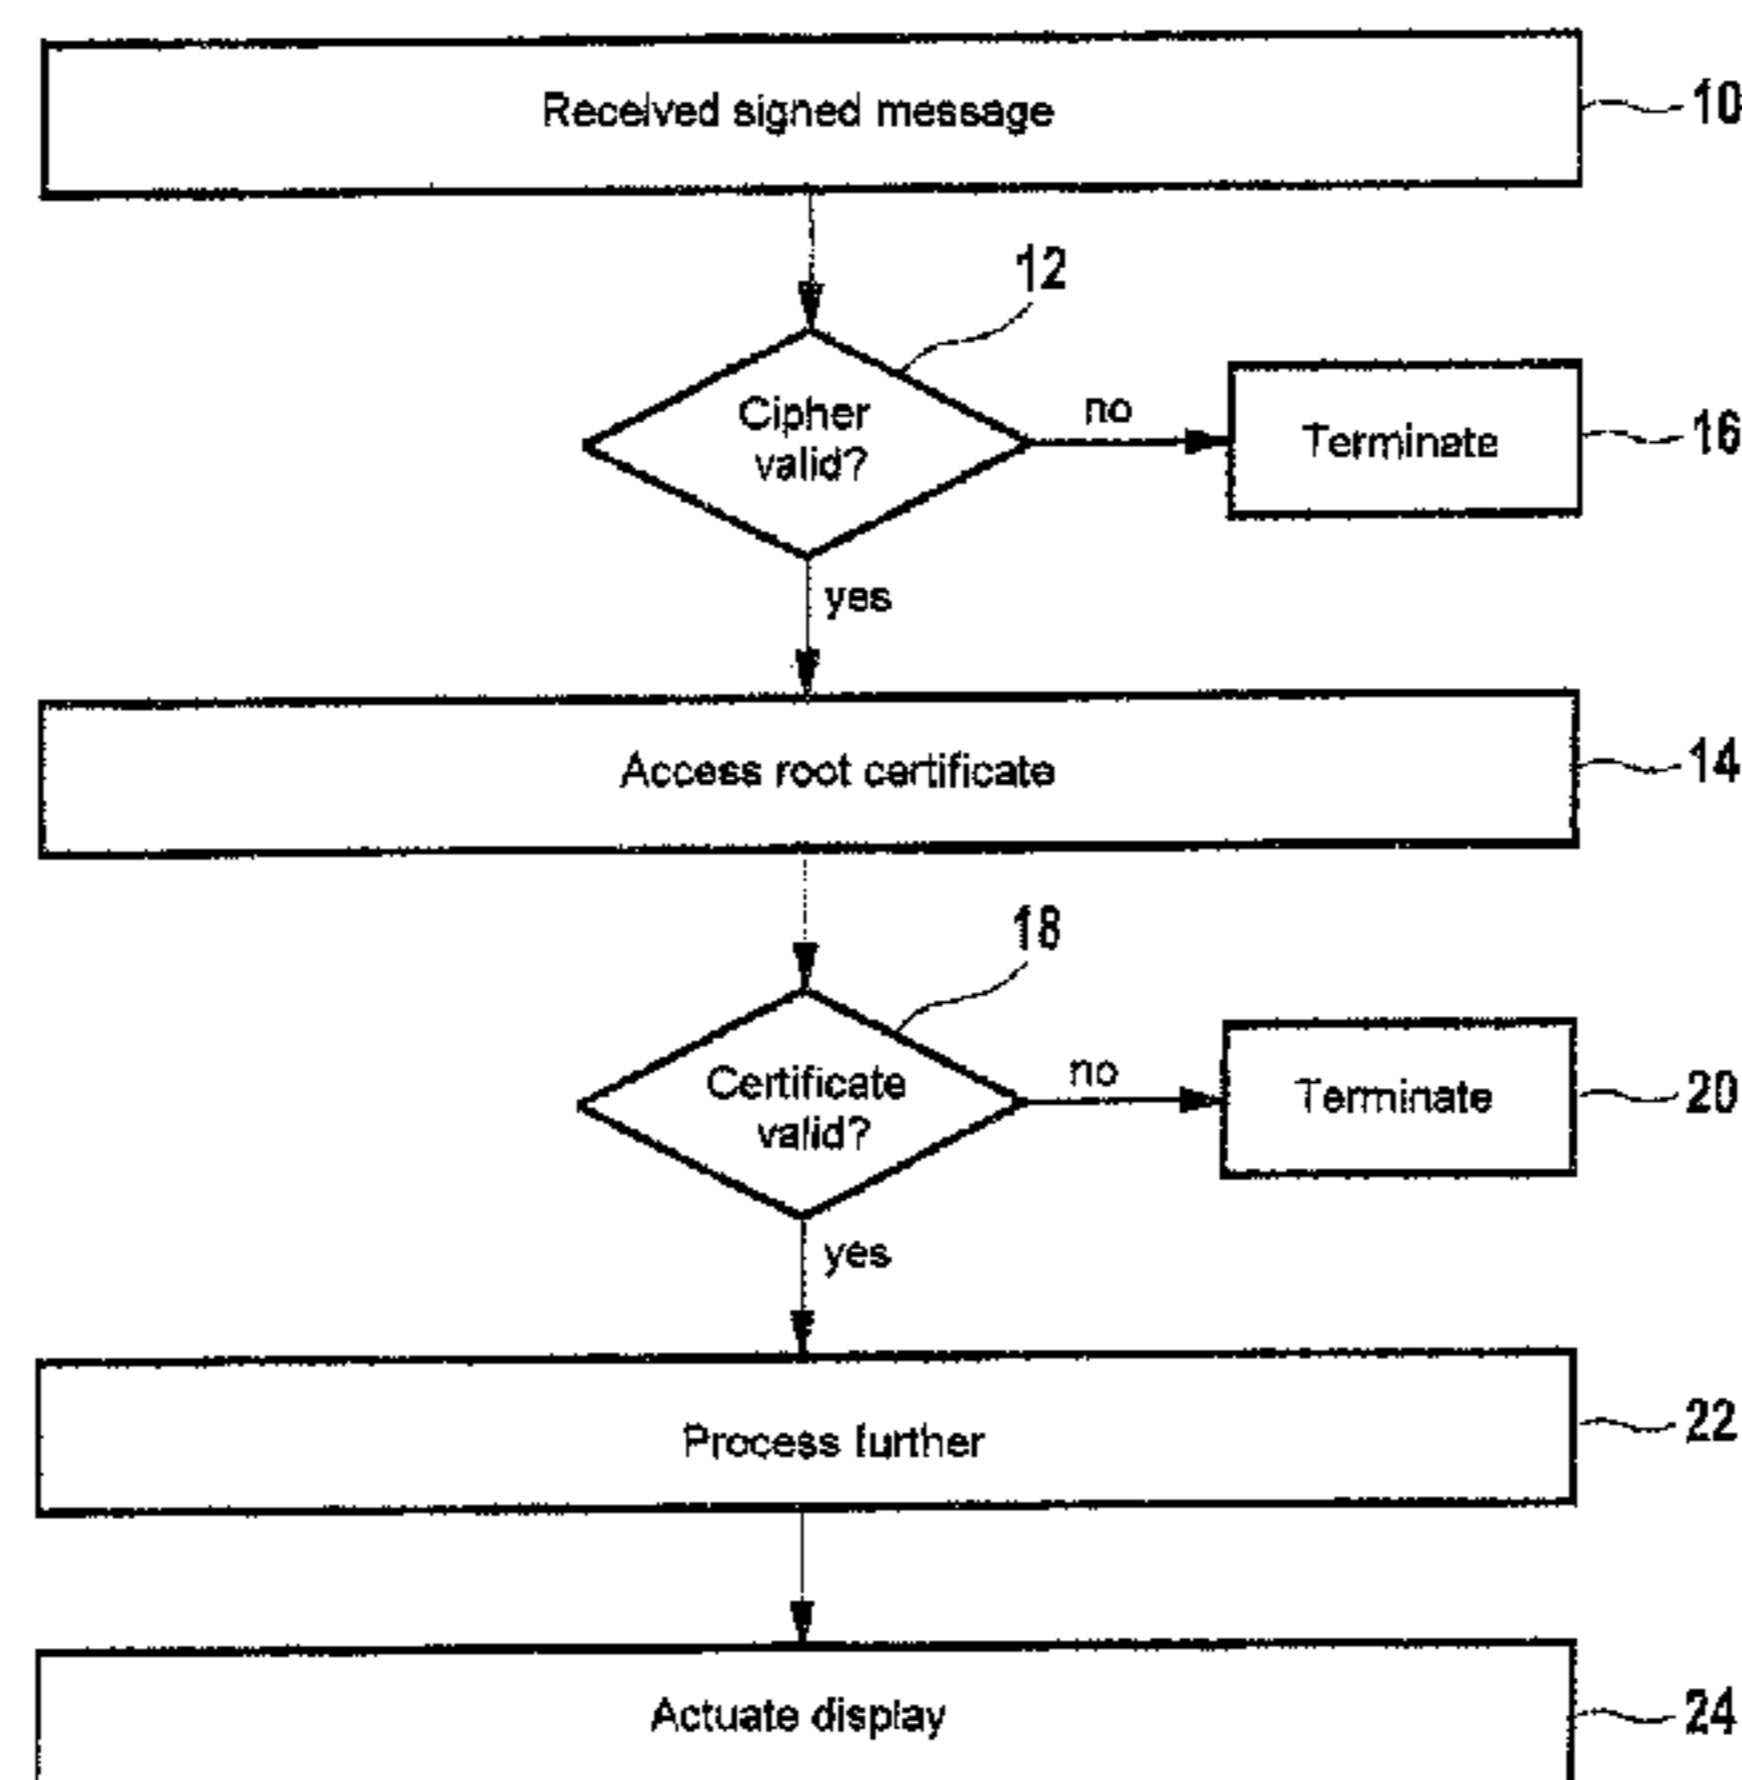 Received signed message
10
12
Cipher
valid?
no
Terminate
16
yes
Access root certificate
14
18
Certificate
valid?
no
Terminate
20
yes
Process further
22
Actuate display
24